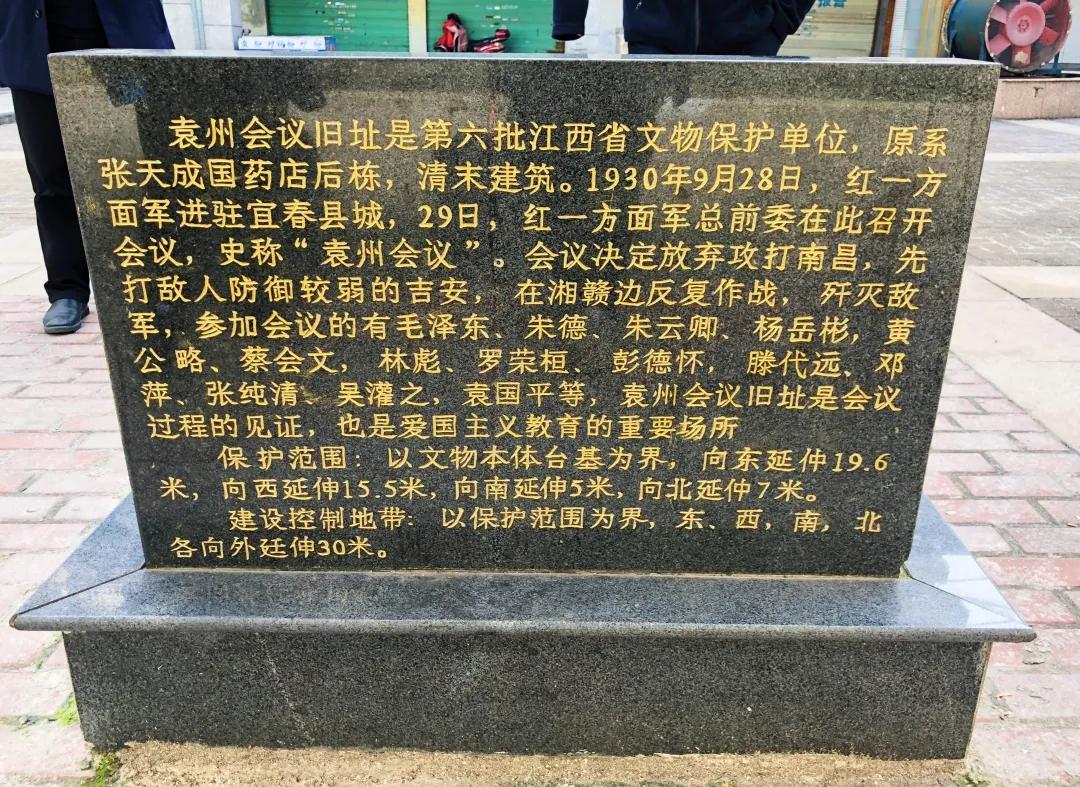 袁州会议旧址是第六批江西省文物保护单位，原系
张天成国药店后栋，清末建筑。1930年9月28日，红一方
面军进驻宜春县城，29日，红一方面军总前委在此召开
会议，史称“袁州会议”。会议决定放弃攻打南昌，先
打敌人防御较弱的吉安，在湘赣边反复作战，歼灭敌
军，参加会议的有毛泽东、朱德、朱云卿、杨岳彬，黄
公略、蔡会文，林彪、罗荣桓、彭德怀，滕代远、邓
萍、张纯清、吴灌之，袁国平等，袁州会议旧址是会议
过程的见证，也是爱国主义教育的重要场所
保护范围：以文物本体台基为界，向东延伸19.6
米，向西延伸15.5米，向南延伸5米，向北延伸7米。
建设控制地带：以保护范围为界，东、西，南，北
各向外延伸30米。